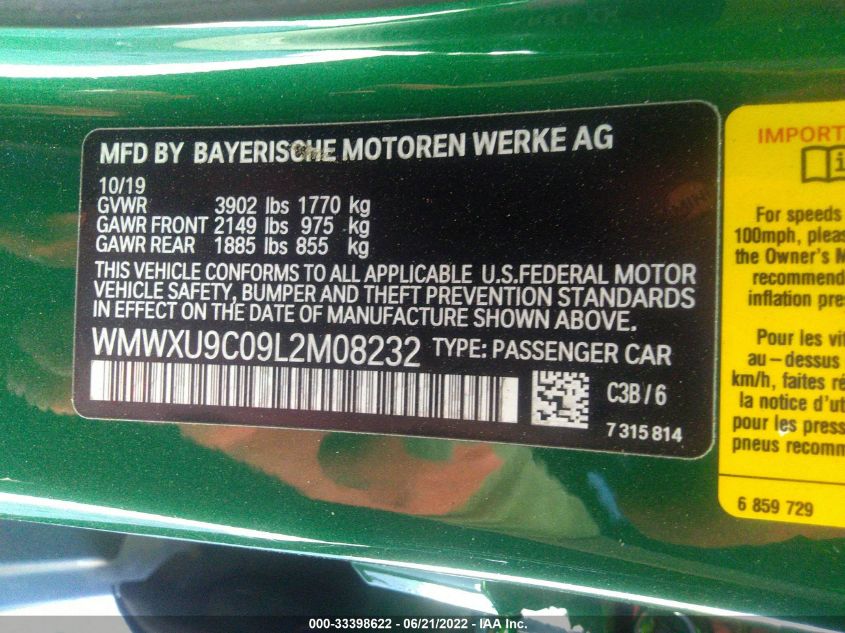 MFD BY BAYERISCHE MOTOREN WERKE AG
10/19
GVWR 3902 lbs 1770 kg
GAWR FRONT 2149 lbs 975 kg
GAWR REAR 1885 lbs 855 kg
THIS VEHICLE CONFORMS TO ALL APPLICABLE U.S.FEDERAL MOTOR
VEHICLE SAFETY, BUMPER AND THEFT PREVENTION STANDARDS
IN EFFECT ON THE DATE OF MANUFACTURE SHOWN ABOVE.
WMWXU9C09L2M08232 TYPE: PASSENGER CAR
C3B/6
7 315 814
IMPORT
i
For speeds
100mph, pleas
the Owner's M
recommend
inflation pre
Pour les vit
au-dessus
km/h, faites ré
la notice d'ut
pour les press
pneus recomm
6 859 729
000-33398622 - 06/21/2022 - IAA Inc.